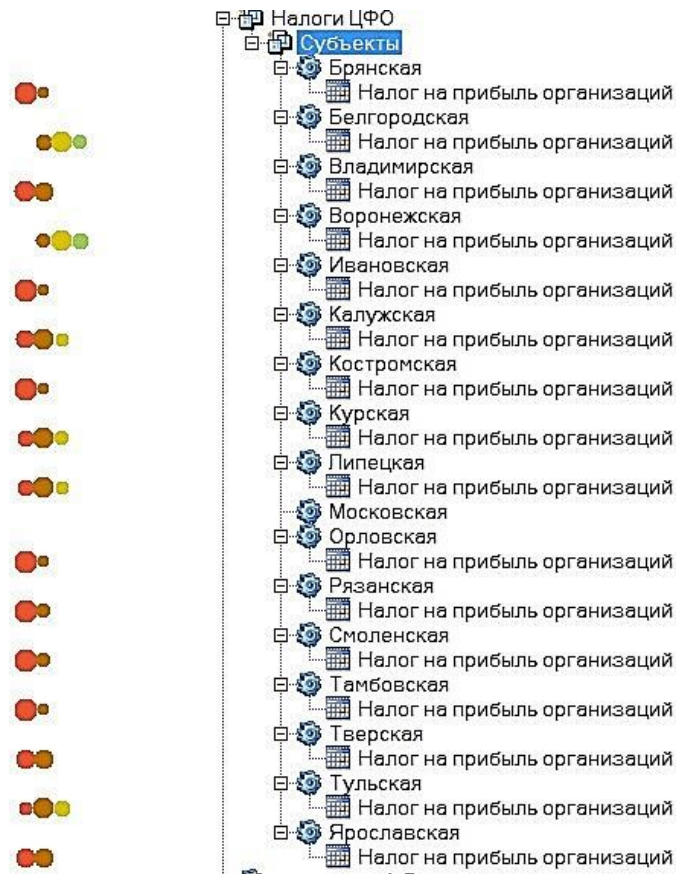 Налоги ЦФО
Субъекты
Брянская
Налог на прибыль организаций
Белгородская
Налог на прибыль организаций
Владимирская
Налог на прибыль организаций
Воронежская
Налог на прибыль организаций
Ивановская
Налог на прибыль организаций
Калужская
Налог на прибыль организаций
Костромская
Налог на прибыль организаций
Курская
Налог на прибыль организаций
Липецкая
Налог на прибыль организаций
Московская
Орловская
Налог на прибыль организаций
Рязанская
Налог на прибыль организаций
Смоленская
Налог на прибыль организаций
Тамбовская
Налог на прибыль организаций
Тверская
Налог на прибыль организаций
Тульская
Налог на прибыль организаций
Ярославская
Налог на прибыль организаций